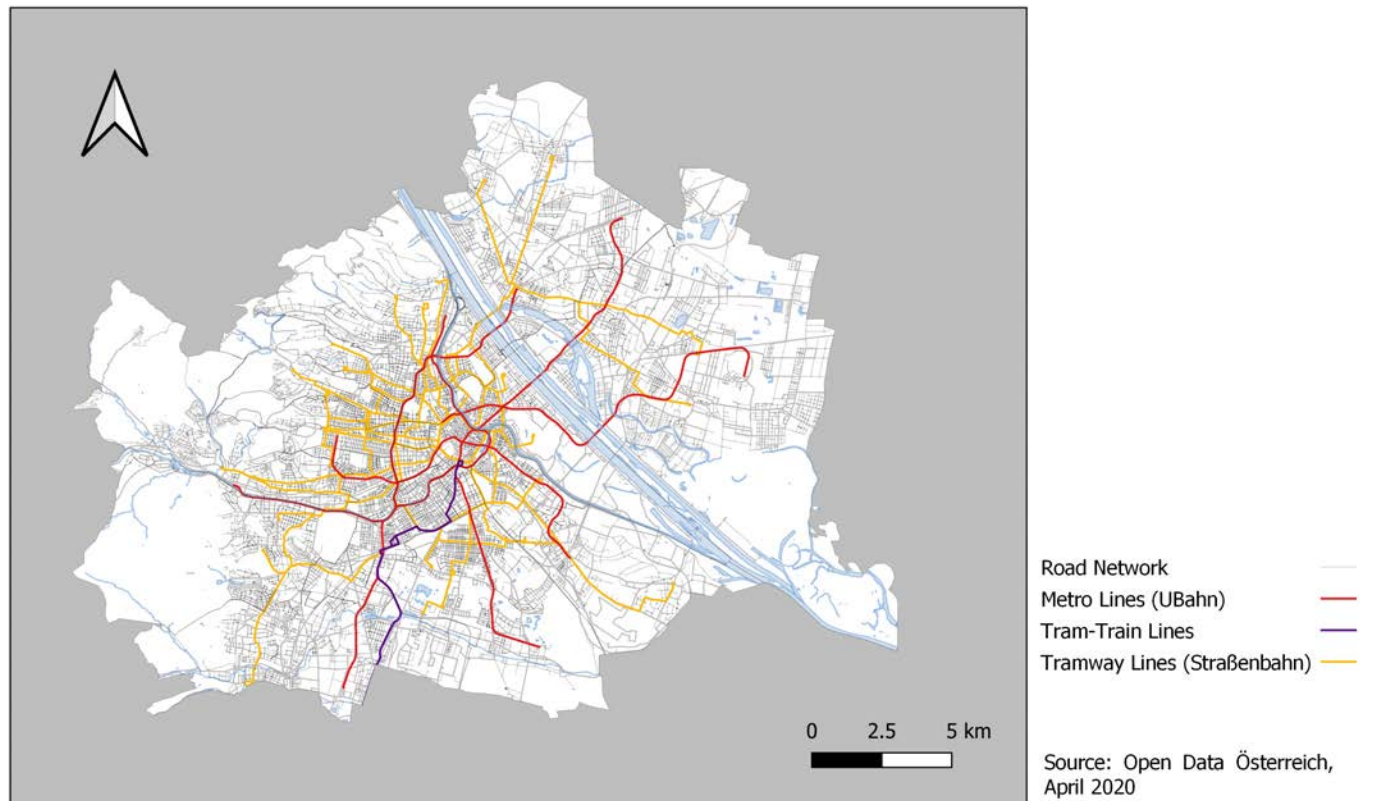 Road Network
Metro Lines (UBahn)
Tram-Train Lines
Tramway Lines (Straßenbahn)
0 2.5 5 km
Source: Open Data Österreich,
April 2020